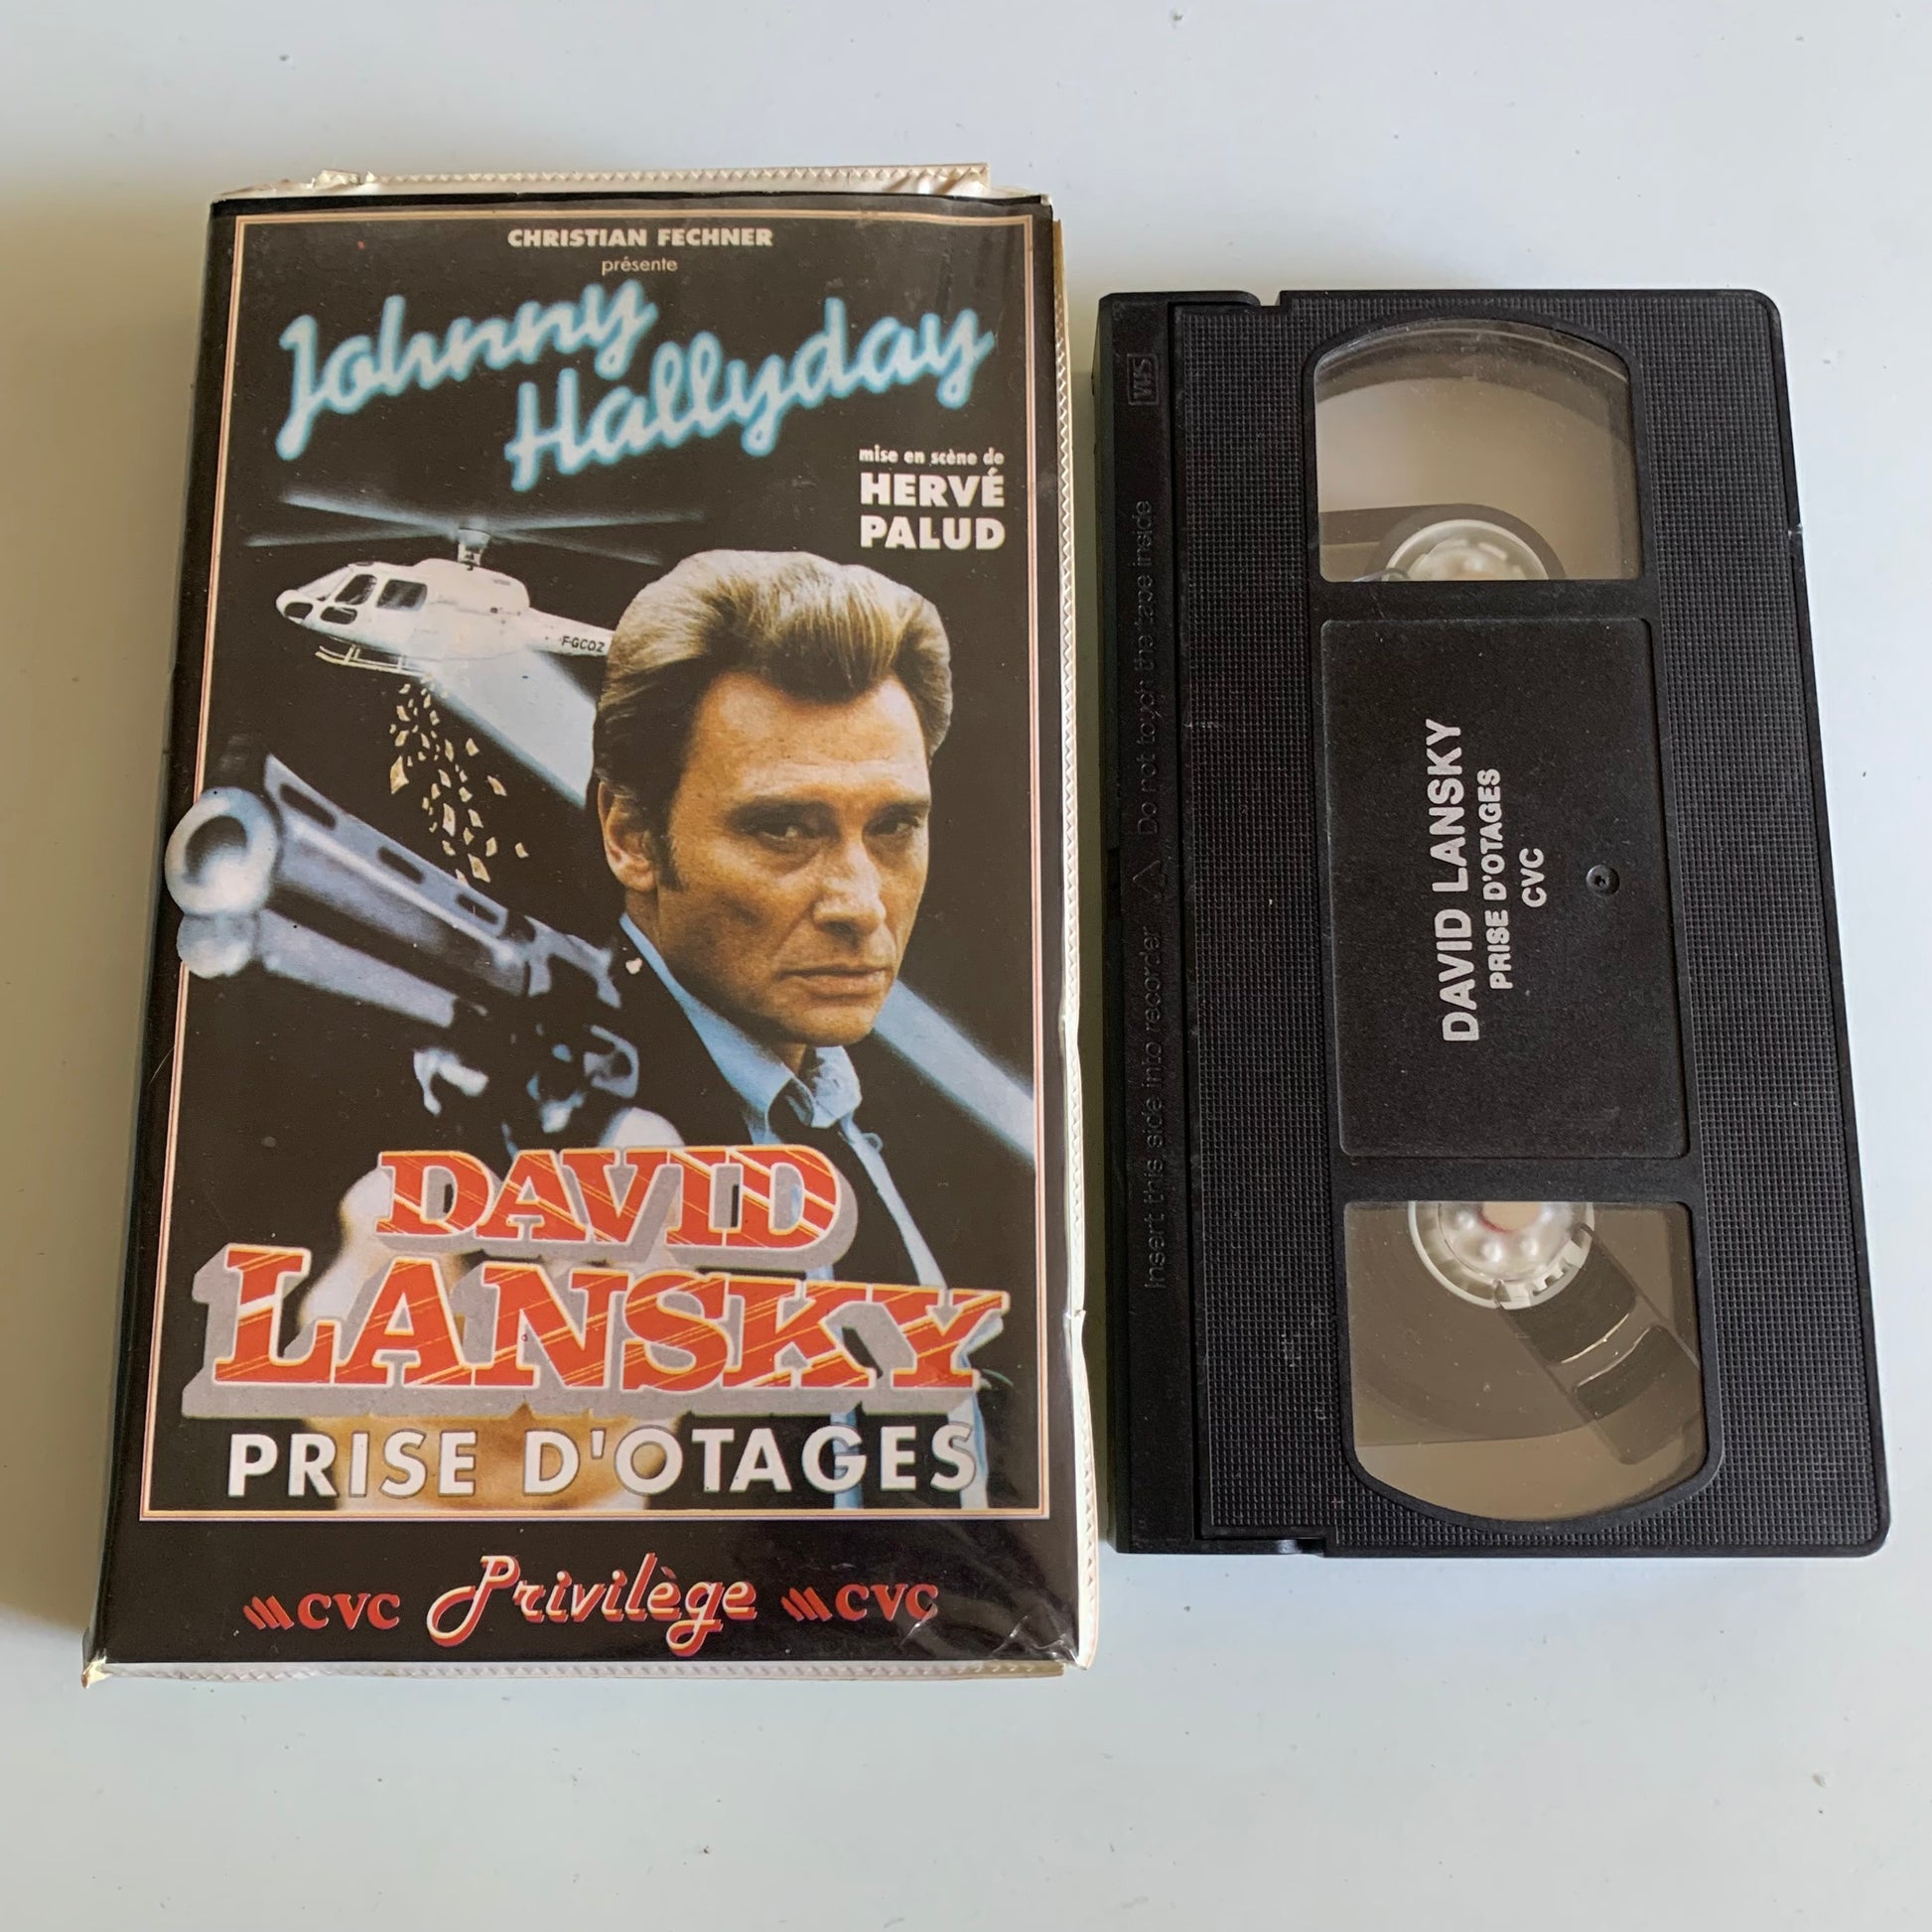 CHRISTIAN FECHNER
présente
Johnny
Hallyday
mise en scène de
HERVÉ
PALUD
F-GCOZ
DAVID
LANSKY
PRISE D'OTAGES
CVC Privilège CVC
VHS
Insert this side into recorder Do not touch the tape inside
DAVID LANSKY
PRISE D'OTAGES
CVC